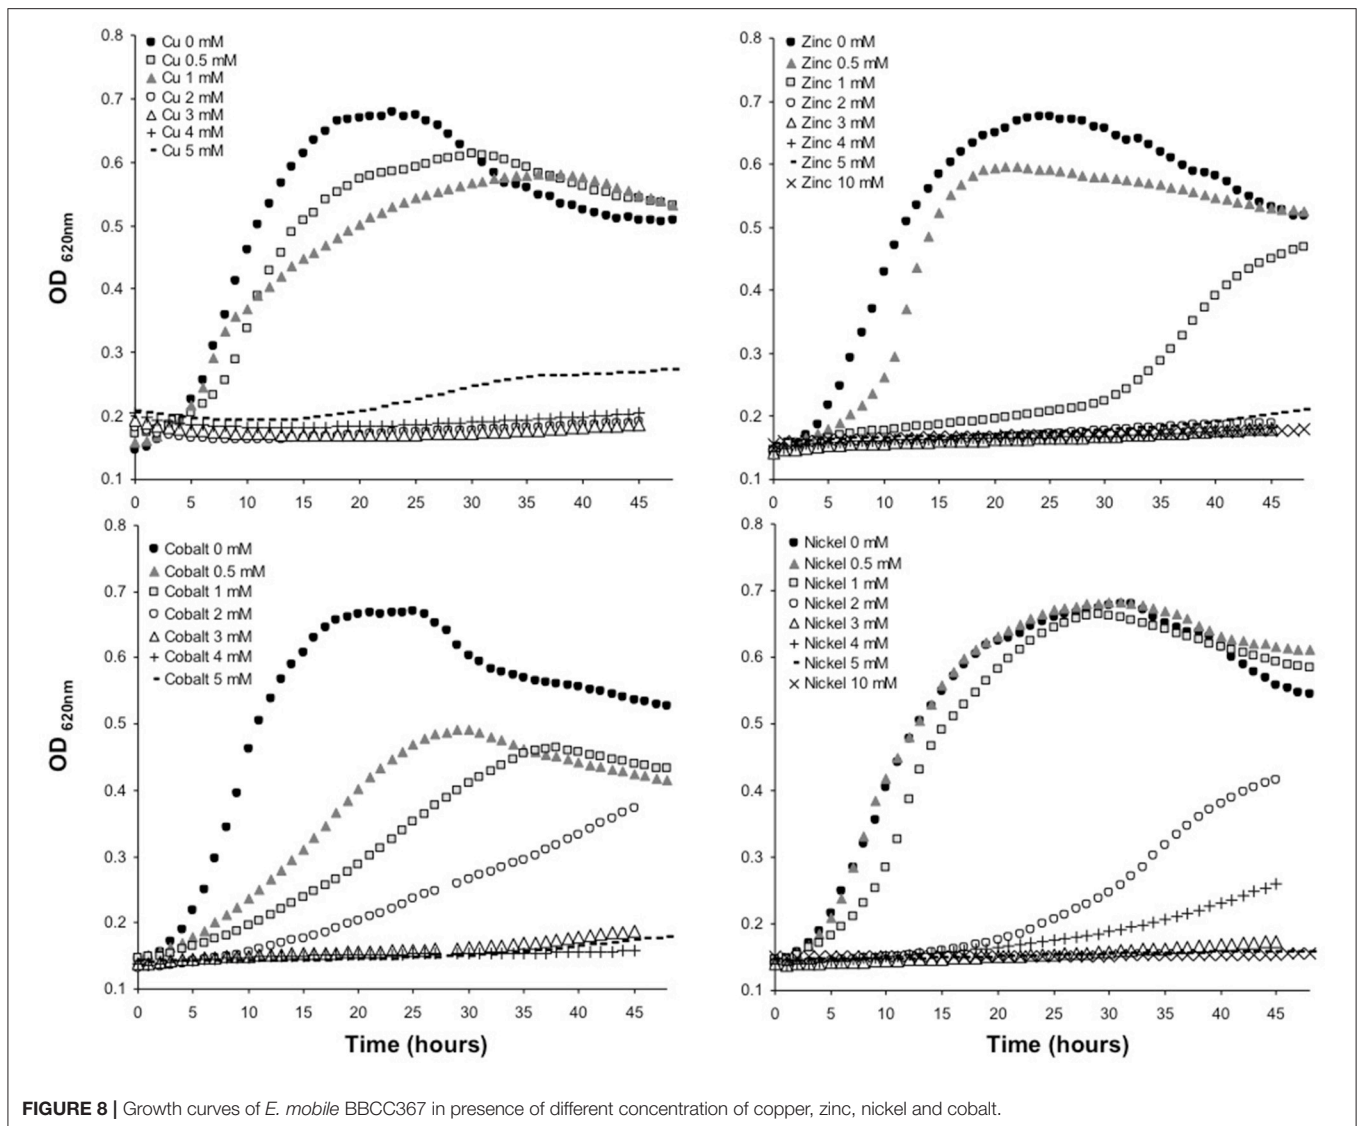 0.8
0.7
0.6
0.5
0.4
0.3
0.2
0.1
0 5 10 15 20 25 30 35 40 45
OD 620nm
Cu 0 mM
Cu 0.5 mM
Cu 1 mM
Cu 2 mM
Cu 3 mM
Cu 4 mM
Cu 5 mM
0.8
0.7
0.6
0.5
0.4
0.3
0.2
0.1
0 5 10 15 20 25 30 35 40 45
Zinc 0 mM
Zinc 0.5 mM
Zinc 1 mM
Zinc 2 mM
Zinc 3 mM
Zinc 4 mM
Zinc 5 mM
Zinc 10 mM
0.8
0.7
0.6
0.5
0.4
0.3
0.2
0.1
0 5 10 15 20 25 30 35 40 45
OD 620nm
Time (hours)
Cobalt 0 mM
Cobalt 0.5 mM
Cobalt 1 mM
Cobalt 2 mM
Cobalt 3 mM
Cobalt 4 mM
Cobalt 5 mM
0.8
0.7
0.6
0.5
0.4
0.3
0.2
0.1
0 5 10 15 20 25 30 35 40 45
Time (hours)
Nickel 0 mM
Nickel 0.5 mM
Nickel 1 mM
Nickel 2 mM
Nickel 3 mM
Nickel 4 mM
Nickel 5 mM
Nickel 10 mM
FIGURE 8 | Growth curves of E. mobile BBCC367 in presence of different concentration of copper, zinc, nickel and cobalt.